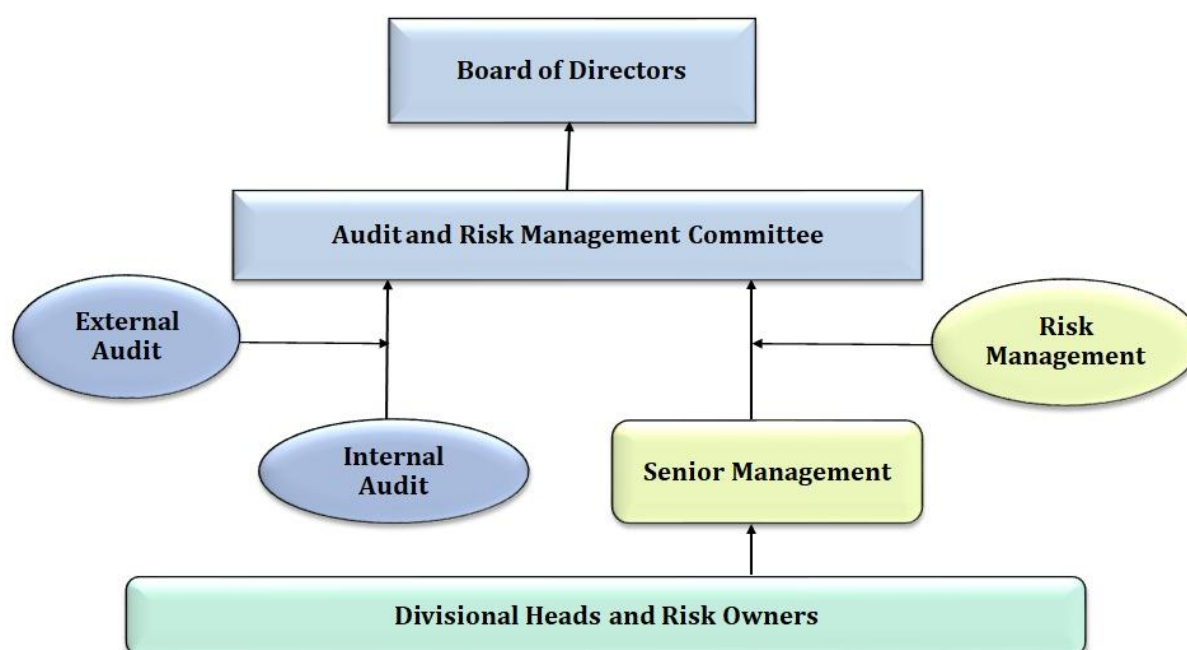 Board of Directors
Audit and Risk Management Committee
External
Audit
Risk
Management
Internal
Audit
Senior Management
Divisional Heads and Risk Owners